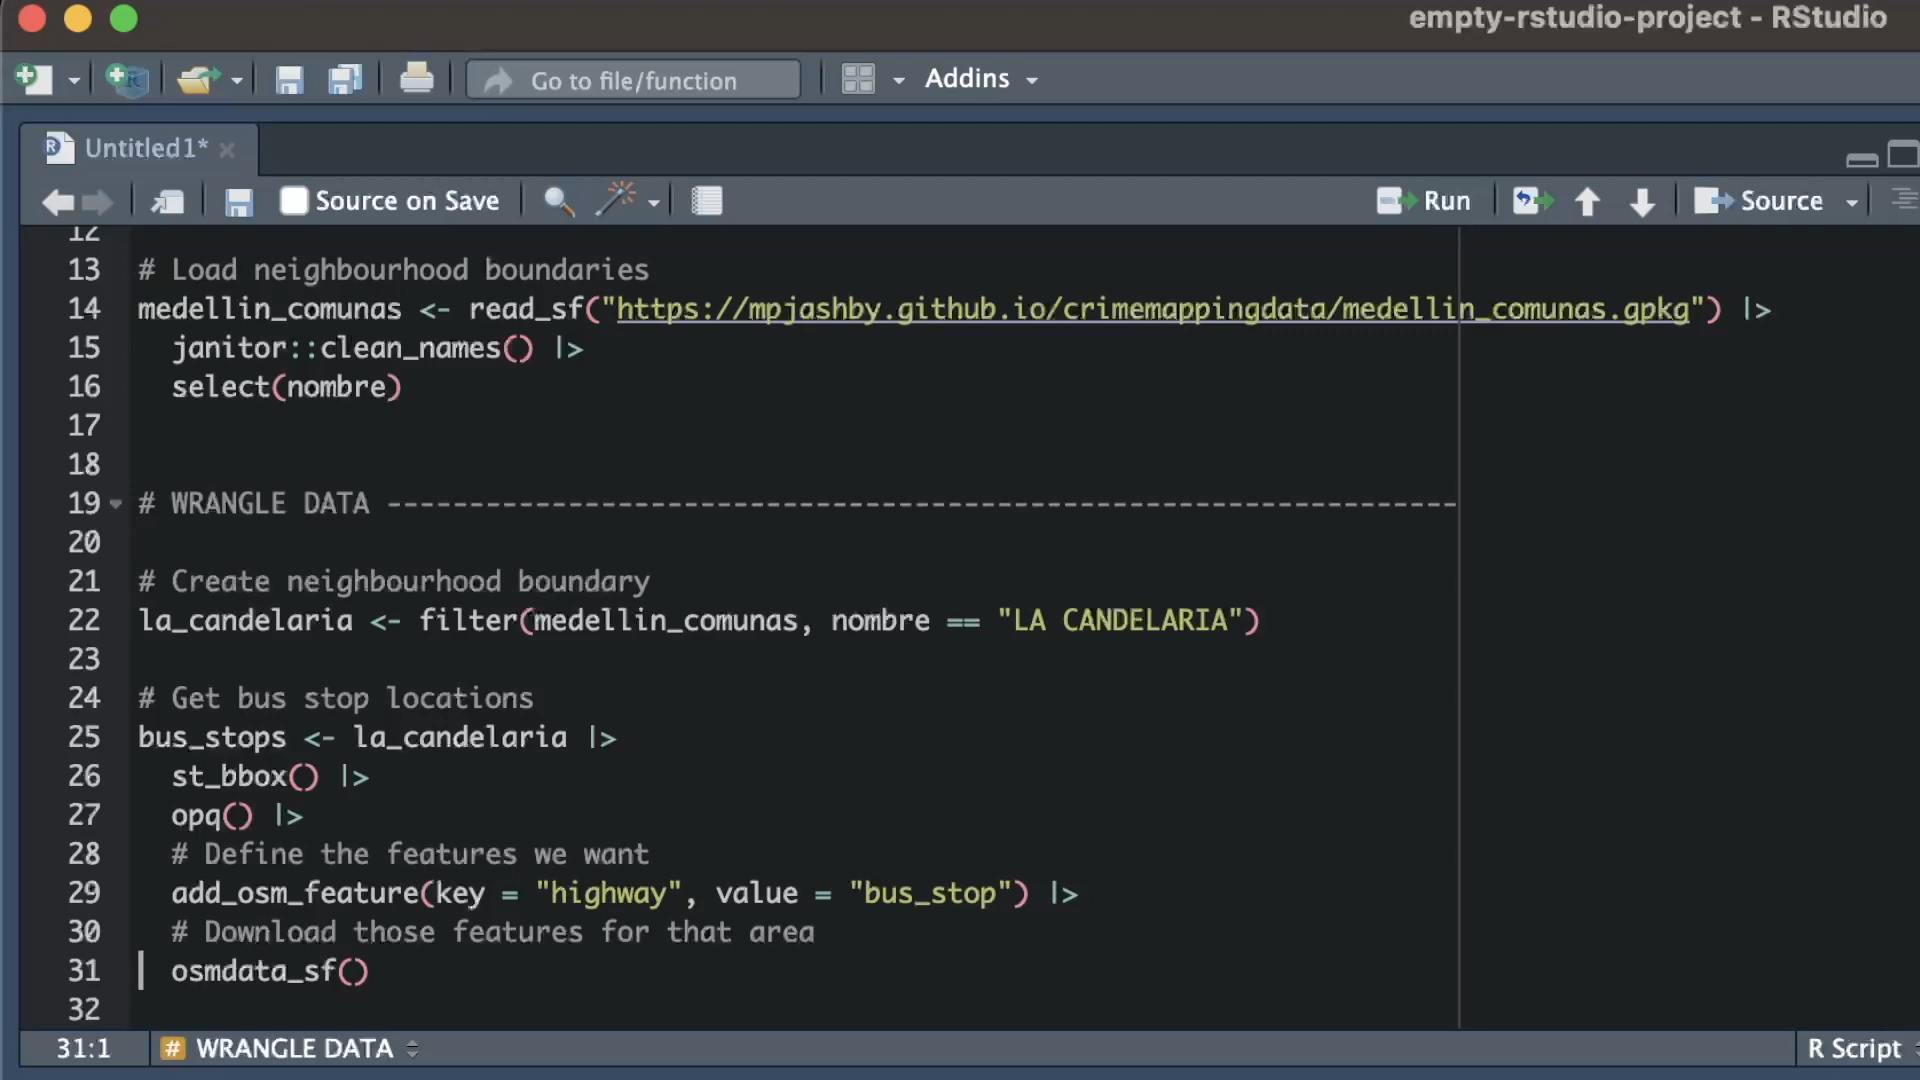 empty-rstudio-project - RStudio
Go to file/function
Addins
R Untitled1*
Source on Save
Run
Source
12
13 # Load neighbourhood boundaries
14 medellin_comunas <- read_sf("https://mpjashby.github.io/crimemappingdata/medellin_comunas.gpkg") |>
15 janitor::clean_names() |>
16 select(nombre)
17
18
19 # WRANGLE DATA -----------------------------------------------------------------
20
21 # Create neighbourhood boundary
22 la_candelaria <- filter(medellin_comunas, nombre == "LA CANDELARIA")
23
24 # Get bus stop locations
25 bus_stops <- la_candelaria |>
26 st_bbox() |>
27 opq() |>
28 # Define the features we want
29 add_osm_feature(key = "highway", value = "bus_stop") |>
30 # Download those features for that area
31 osmdata_sf()
32
31:1 # WRANGLE DATA R Script